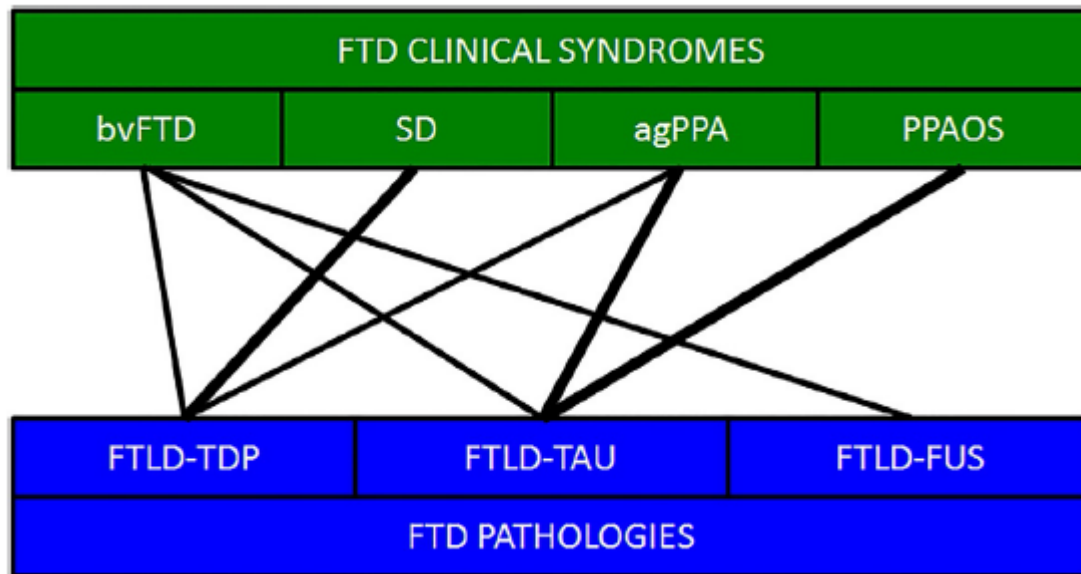 FTD CLINICAL SYNDROMES
bvFTD SD agPPA PPAOS
FTLD-TDP FTLD-TAU FTLD-FUS
FTD PATHOLOGIES